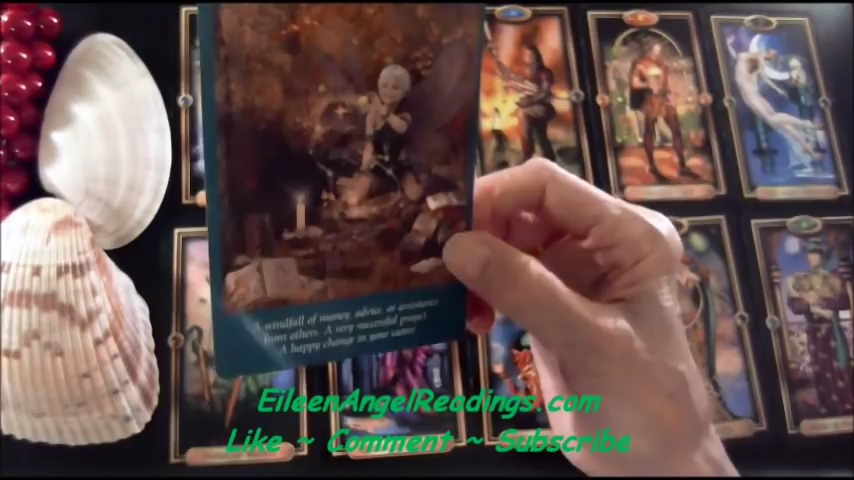 A windfall of money, advice, or assistance
from others. A very successful project.
A happy change in your career.
EileenAngelReadings.com
Like ~ Comment ~ Subscribe